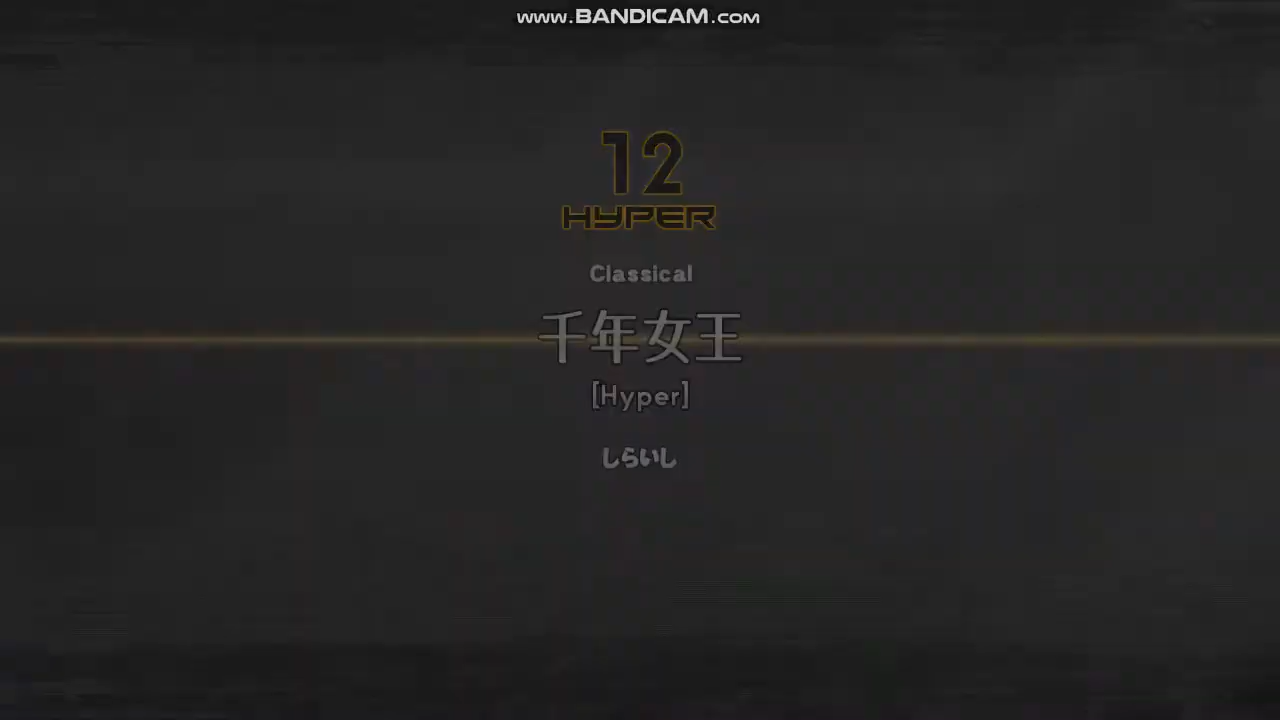 www.BANDICAM.com
12
HYPER
Classical
千年女王
[Hyper]
しらいし